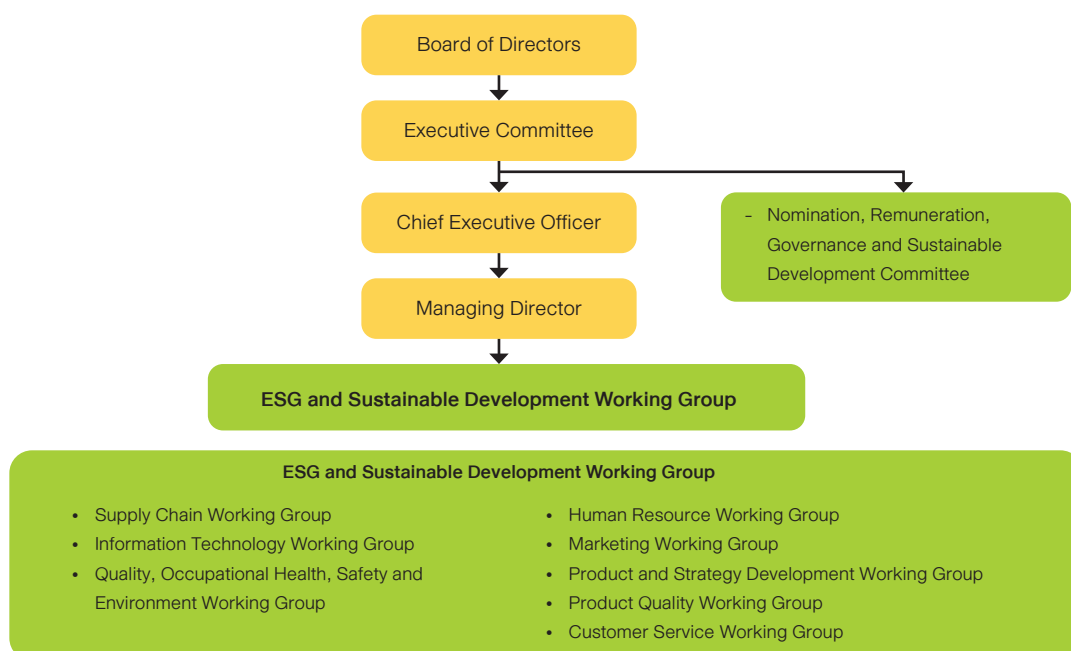 Board of Directors
Executive Committee
Chief Executive Officer
- Nomination, Remuneration,
Governance and Sustainable
Development Committee
Managing Director
ESG and Sustainable Development Working Group
ESG and Sustainable Development Working Group
• Supply Chain Working Group
• Information Technology Working Group
• Quality, Occupational Health, Safety and
Environment Working Group
• Human Resource Working Group
• Marketing Working Group
• Product and Strategy Development Working Group
• Product Quality Working Group
• Customer Service Working Group